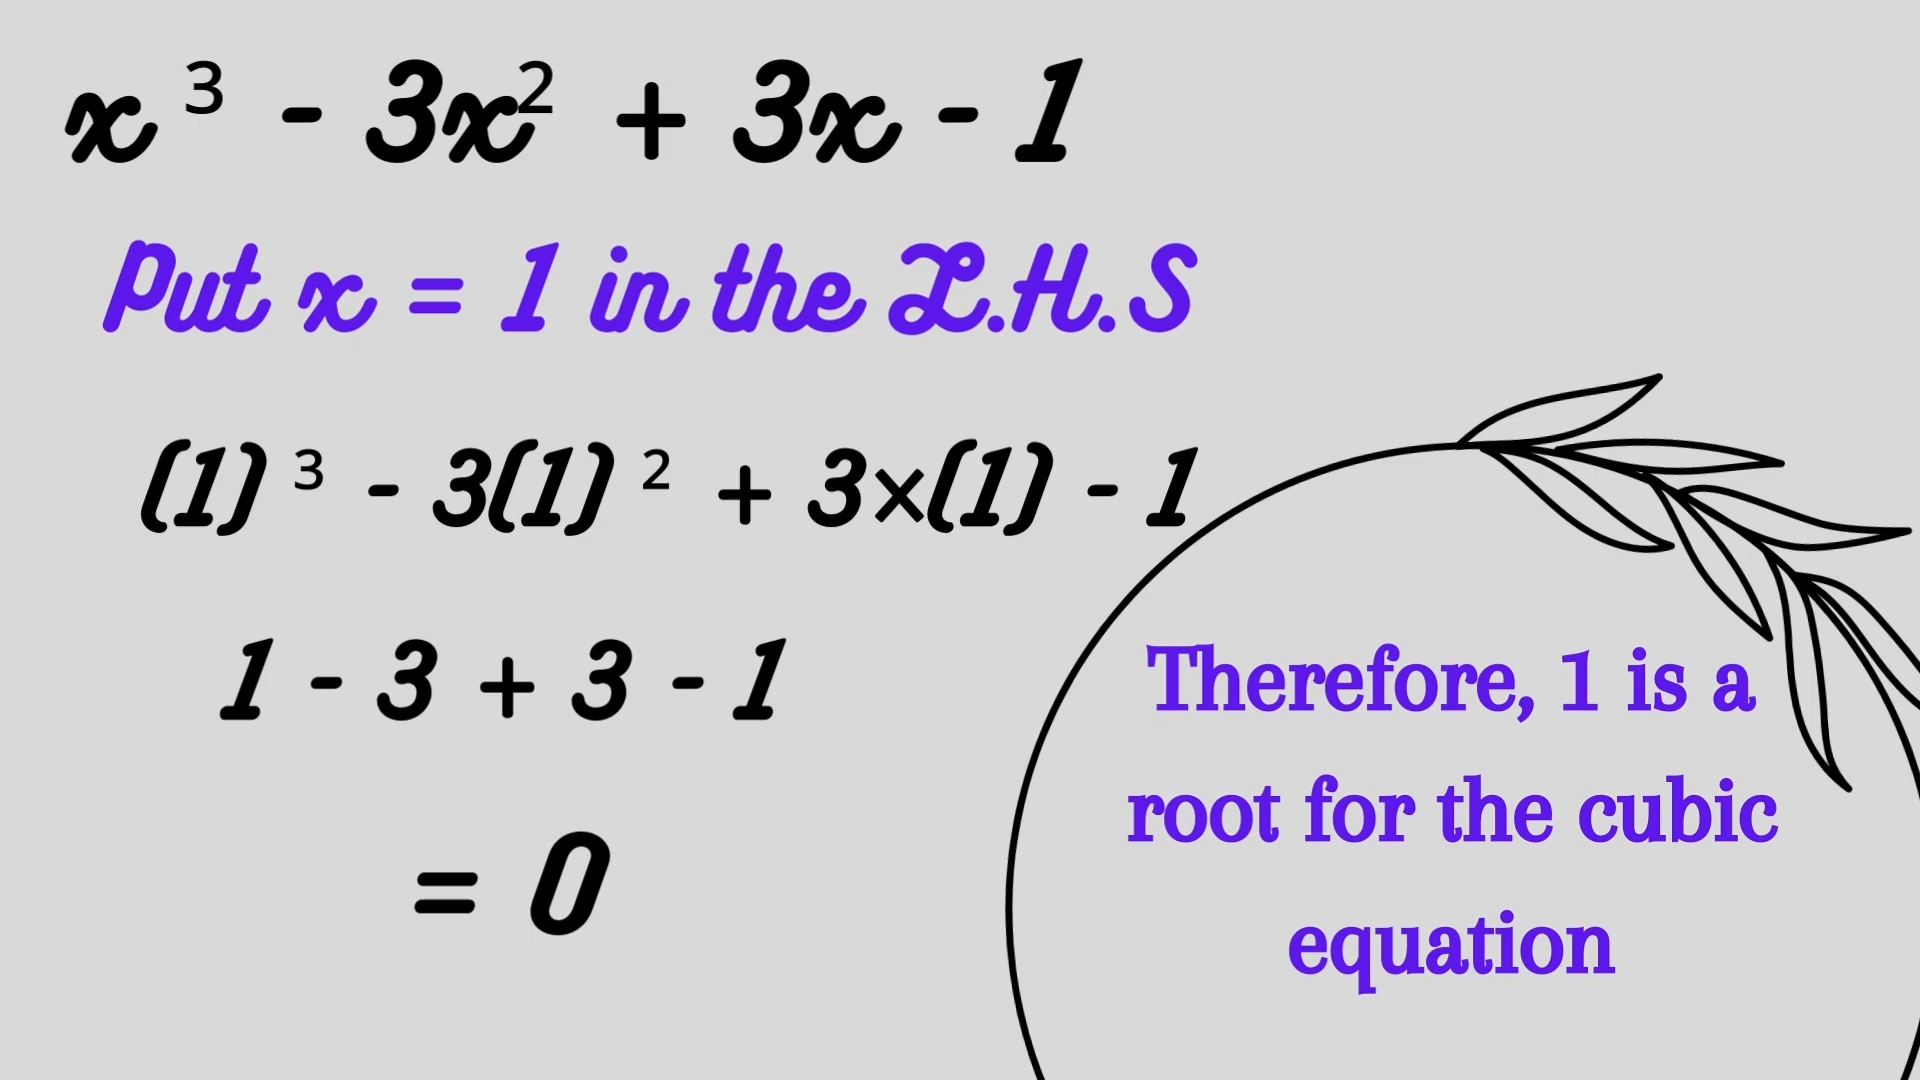 x³ - 3x² + 3x - 1
Put x = 1 in the L.H.S
(1)³ - 3(1)² + 3×(1) - 1
1 - 3 + 3 - 1
= 0
Therefore, 1 is a
root for the cubic
equation